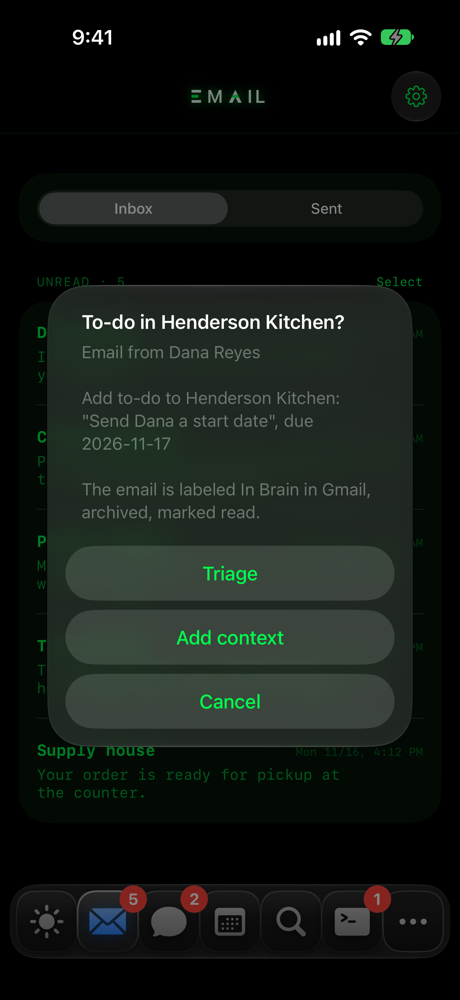 9:41
EMAIL
Inbox
Sent
UNREAD · 5
Select
To-do in Henderson Kitchen?
Email from Dana Reyes
Add to-do to Henderson Kitchen:
"Send Dana a start date", due
2026-11-17
The email is labeled In Brain in Gmail,
archived, marked read.
Triage
Add context
Cancel
Supply house
Mon 11/16, 4:12 PM
Your order is ready for pickup at
the counter.
5
2
1